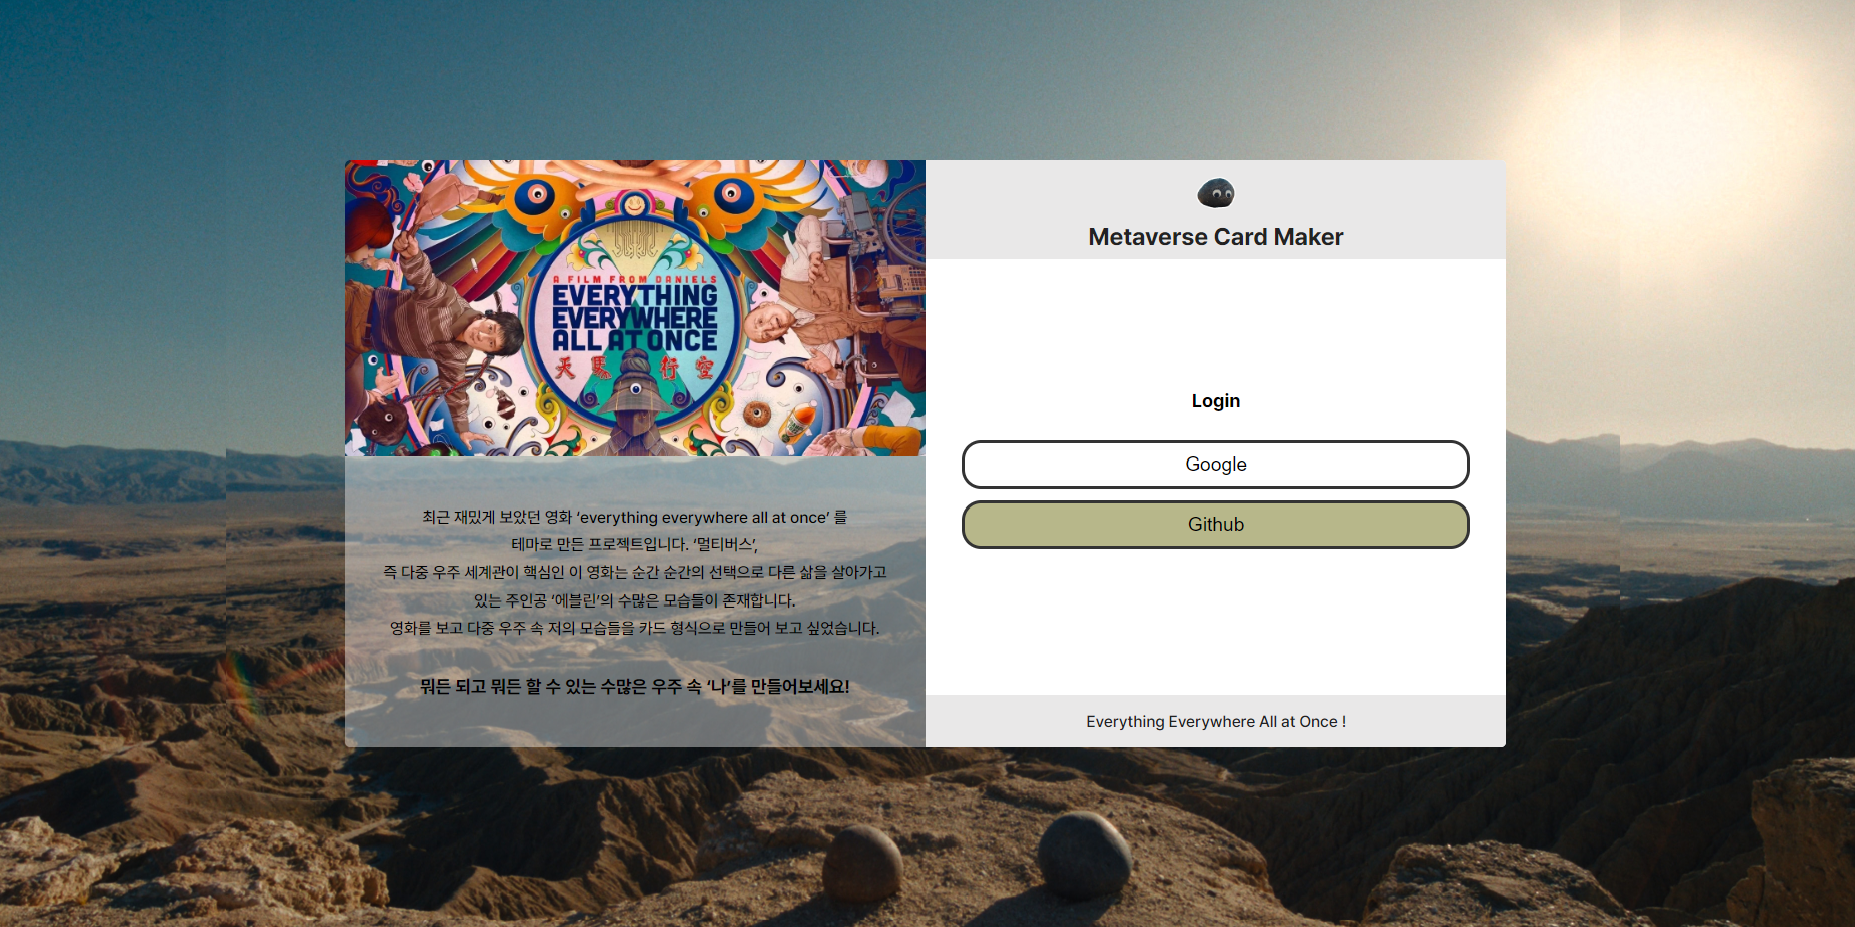 A FILM FROM DANIELS
EVERYTHING
EVERYWHERE
ALL AT ONCE
天馬行空
최근 재밌게 보았던 영화 ‘everything everywhere all at once’ 를
테마로 만든 프로젝트입니다. ‘멀티버스’,
즉 다중 우주 세계관이 핵심인 이 영화는 순간 순간의 선택으로 다른 삶을 살아가고
있는 주인공 ‘에블린’의 수많은 모습들이 존재합니다.
영화를 보고 다중 우주 속 저의 모습들을 카드 형식으로 만들어 보고 싶었습니다.
뭐든 되고 뭐든 할 수 있는 수많은 우주 속 ‘나’를 만들어보세요!
Metaverse Card Maker
Login
Google
Github
Everything Everywhere All at Once !